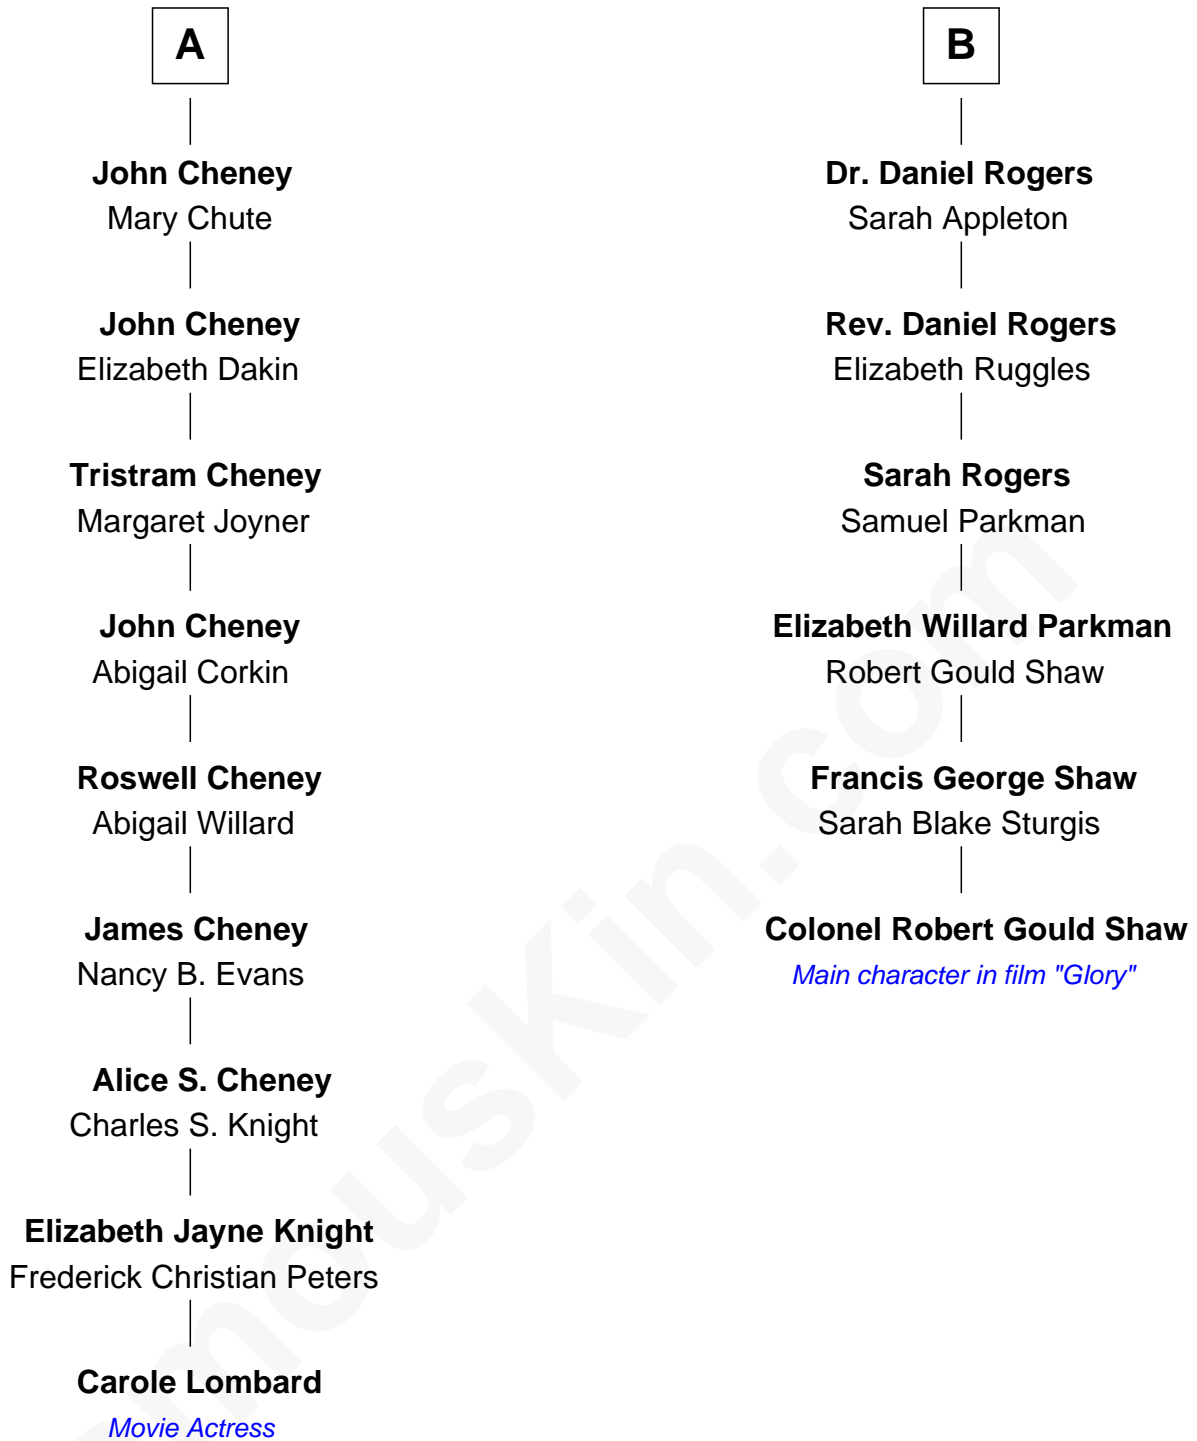 A
John Cheney
Mary Chute
John Cheney
Elizabeth Dakin
Tristram Cheney
Margaret Joyner
John Cheney
Abigail Corkin
Roswell Cheney
Abigail Willard
James Cheney
Nancy B. Evans
Alice S. Cheney
Charles S. Knight
Elizabeth Jayne Knight
Frederick Christian Peters
Carole Lombard
Movie Actress
B
Dr. Daniel Rogers
Sarah Appleton
Rev. Daniel Rogers
Elizabeth Ruggles
Sarah Rogers
Samuel Parkman
Elizabeth Willard Parkman
Robert Gould Shaw
Francis George Shaw
Sarah Blake Sturgis
Colonel Robert Gould Shaw
Main character in film "Glory"
mouskin.com